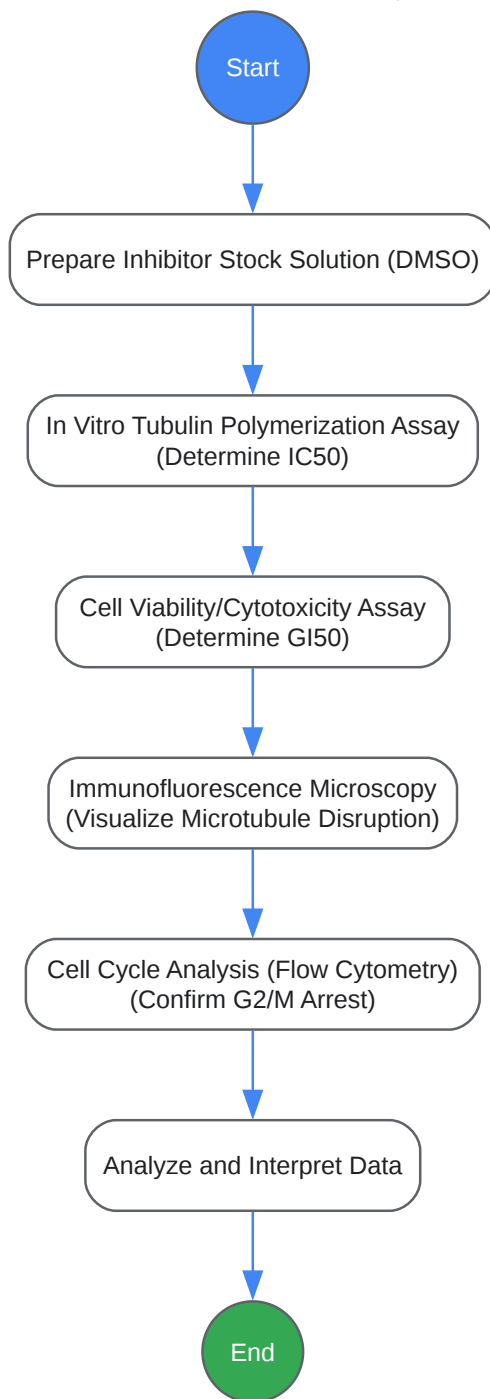 Start
Prepare Inhibitor Stock Solution (DMSO)
In Vitro Tubulin Polymerization Assay
(Determine IC50)
Cell Viability/Cytotoxicity Assay
(Determine GI50)
Immunofluorescence Microscopy
(Visualize Microtubule Disruption)
Cell Cycle Analysis (Flow Cytometry)
(Confirm G2/M Arrest)
Analyze and Interpret Data
End